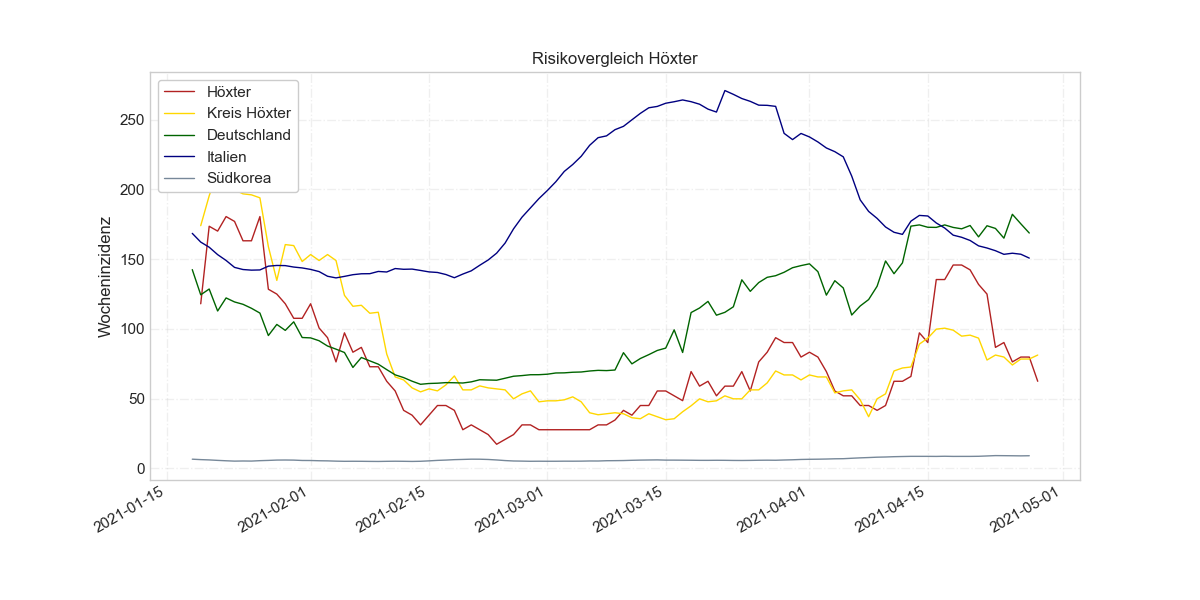 Risikovergleich Höxter
Höxter
Kreis Höxter
Deutschland
Italien
Südkorea
Wocheninzidenz
250
200
150
100
50
0
2021-01-15
2021-02-01
2021-02-15
2021-03-01
2021-03-15
2021-04-01
2021-04-15
2021-05-01